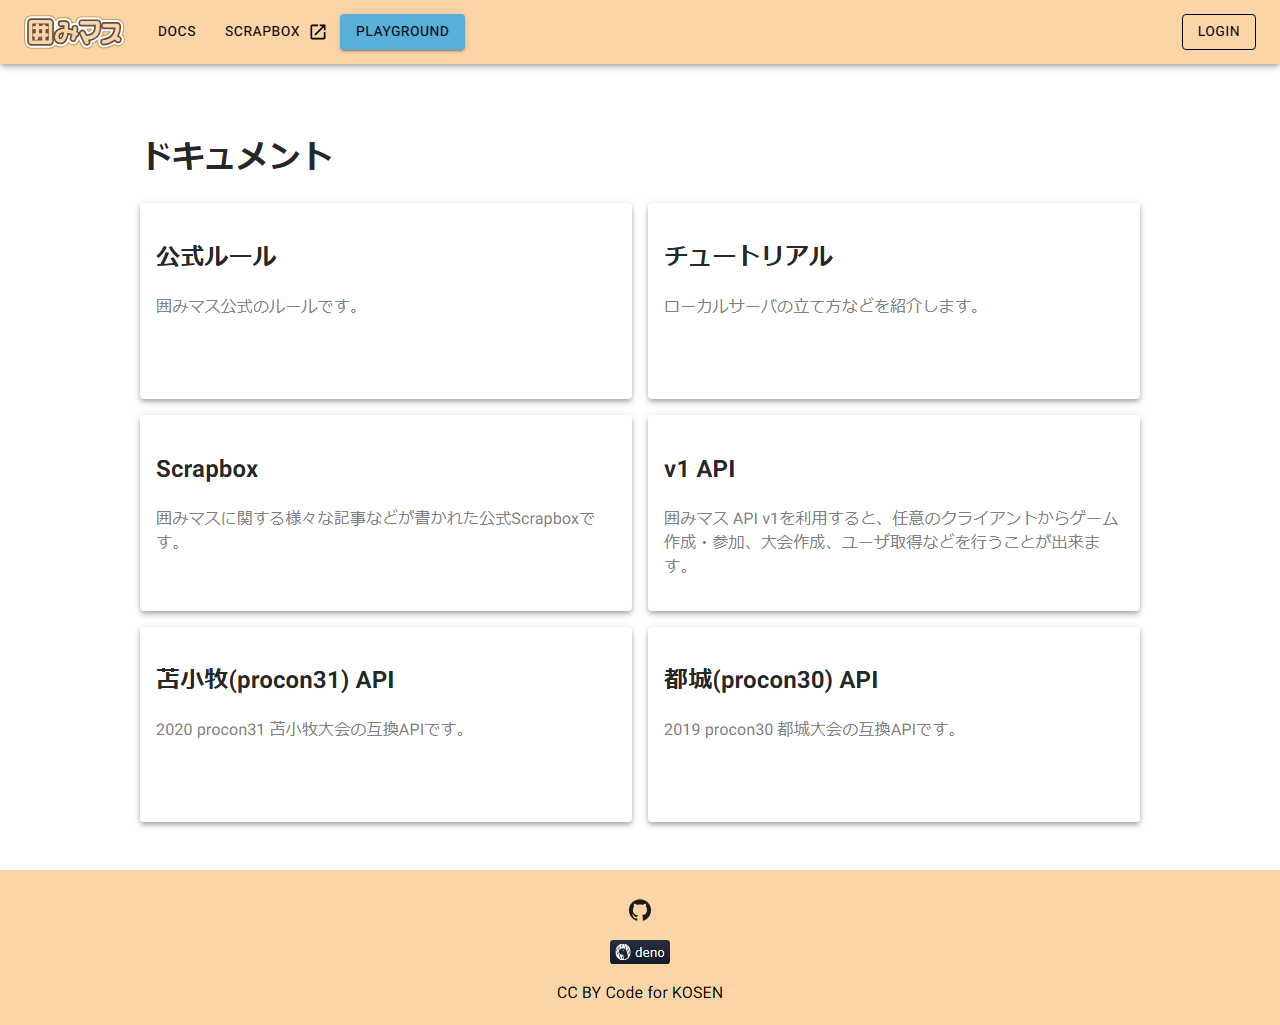 囲みマス
DOCS
SCRAPBOX
PLAYGROUND
LOGIN
ドキュメント
公式ルール
囲みマス公式のルールです。
チュートリアル
ローカルサーバの立て方などを紹介します。
Scrapbox
囲みマスに関する様々な記事などが書かれた公式Scrapboxで
す。
v1 API
囲みマス API v1を利用すると、任意のクライアントからゲーム
作成・参加、大会作成、ユーザ取得などを行うことが出来ま
す。
苫小牧(procon31) API
2020 procon31 苫小牧大会の互換APIです。
都城(procon30) API
2019 procon30 都城大会の互換APIです。
deno
CC BY Code for KOSEN